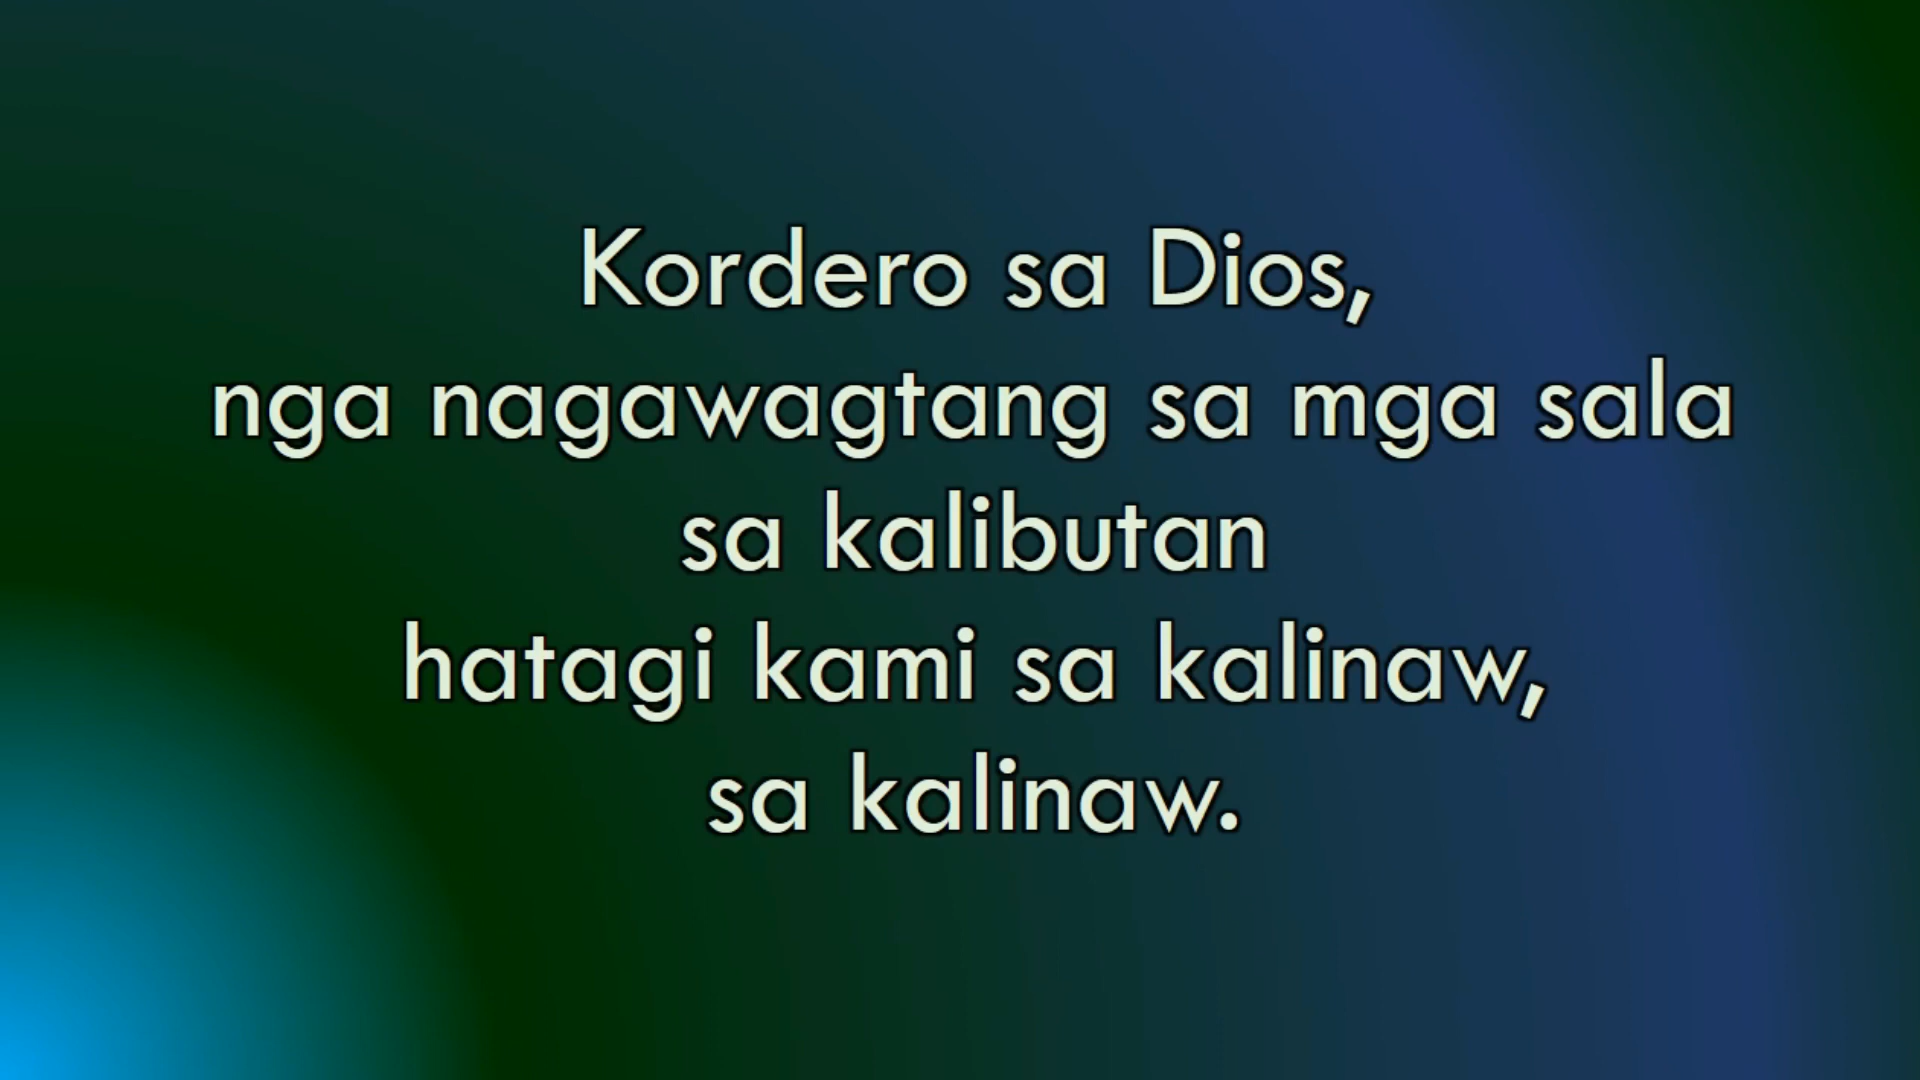 Kordero sa Dios,
nga nagawagtang sa mga sala
sa kalibutan
hatagi kami sa kalinaw,
sa kalinaw.